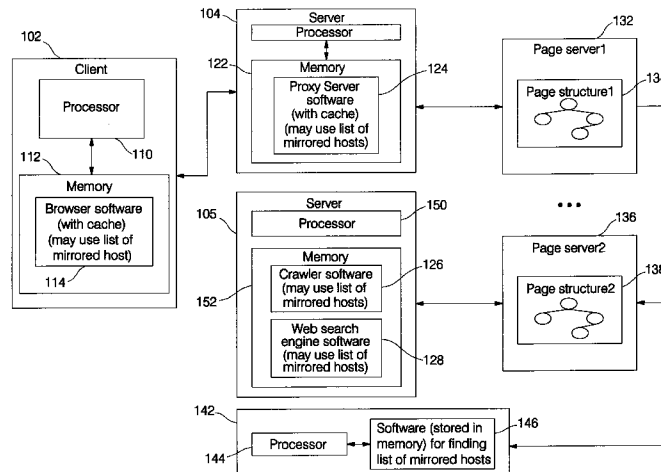 102
Client
Processor
110
112
Memory
Browser software
(with cache)
(may use list of
mirrored host)
114
104
Server
Processor
122
Memory
124
Proxy Server
software
(with cache)
(may use list of
mirrored hosts)
105
Server
Processor
150
Memory
152
Crawler software
(may use list of
mirrored hosts)
126
Web search
engine software
(may use list of
mirrored hosts)
128
132
Page server1
Page structure1
134
136
Page server2
Page structure2
138
142
144
Processor
Software (stored in
memory) for finding
list of mirrored hosts
146